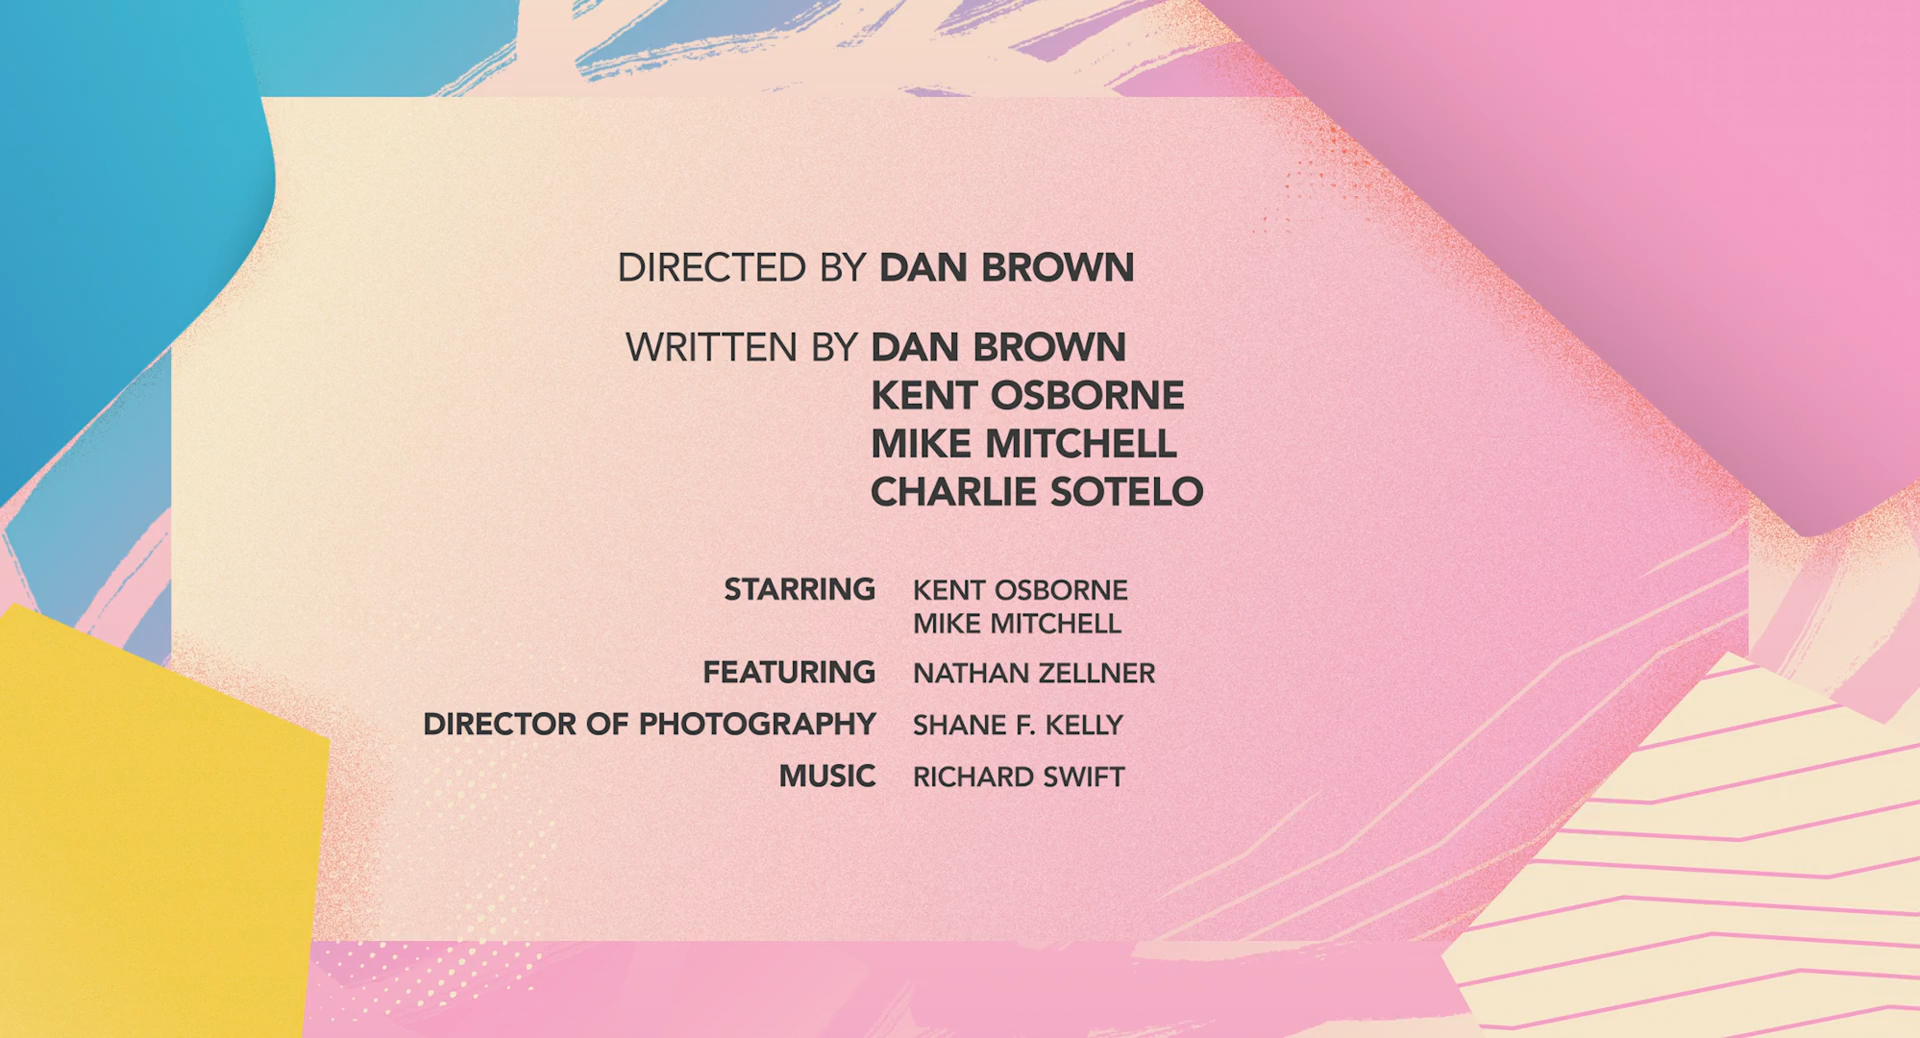 DIRECTED BY DAN BROWN
WRITTEN BY DAN BROWN
KENT OSBORNE
MIKE MITCHELL
CHARLIE SOTELO
STARRING KENT OSBORNE
MIKE MITCHELL
FEATURING NATHAN ZELLNER
DIRECTOR OF PHOTOGRAPHY SHANE F. KELLY
MUSIC RICHARD SWIFT